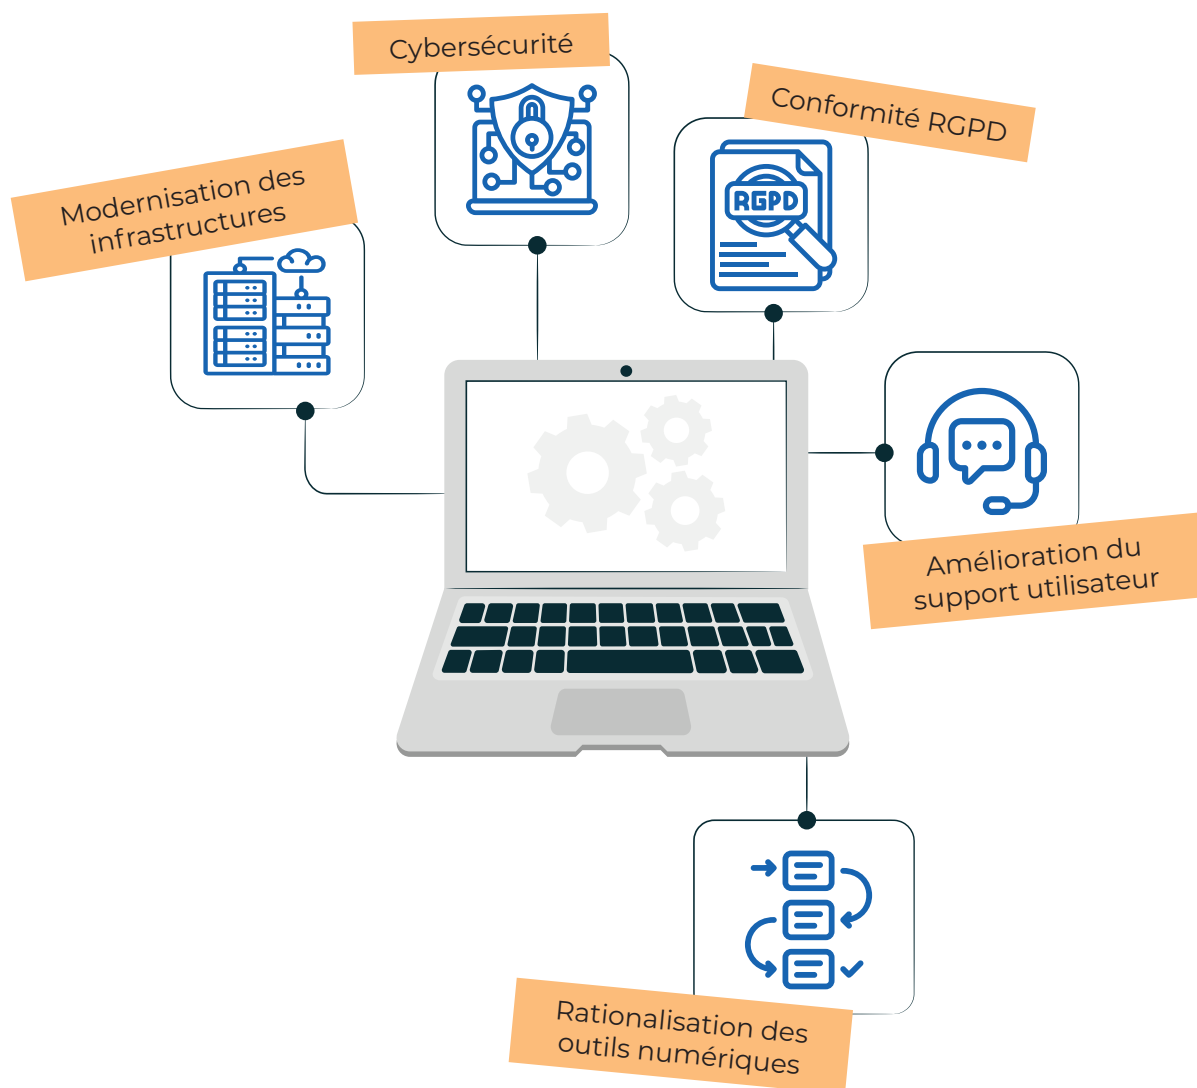 Cybersécurité
Conformité RGPD
RGPD
Modernisation des
infrastructures
Amélioration du
support utilisateur
Rationalisation des
outils numériques